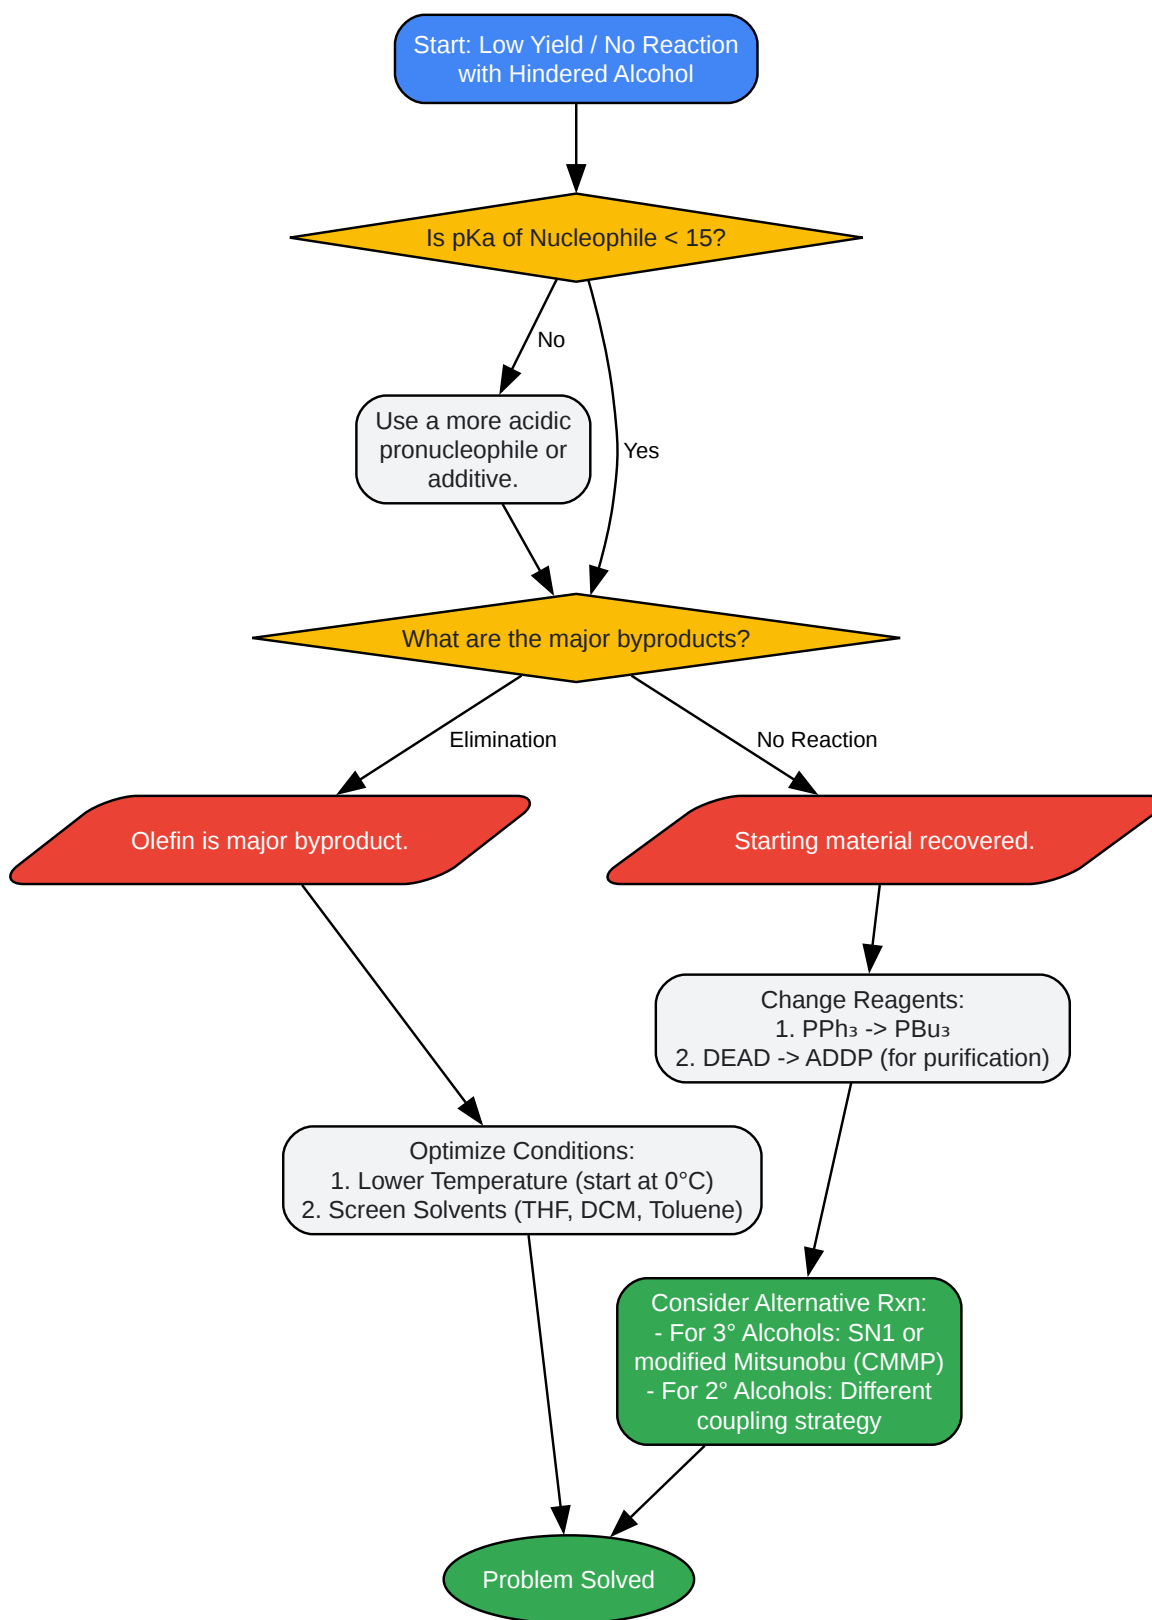 Start: Low Yield / No Reaction
with Hindered Alcohol
Is pKa of Nucleophile < 15?
No
Use a more acidic
pronucleophile or
additive.
Yes
What are the major byproducts?
Elimination
No Reaction
Olefin is major byproduct.
Starting material recovered.
Change Reagents:
1. PPh₃ -> PBu₃
2. DEAD -> ADDP (for purification)
Optimize Conditions:
1. Lower Temperature (start at 0°C)
2. Screen Solvents (THF, DCM, Toluene)
Consider Alternative Rxn:
- For 3° Alcohols: SN1 or
modified Mitsunobu (CMMP)
- For 2° Alcohols: Different
coupling strategy
Problem Solved